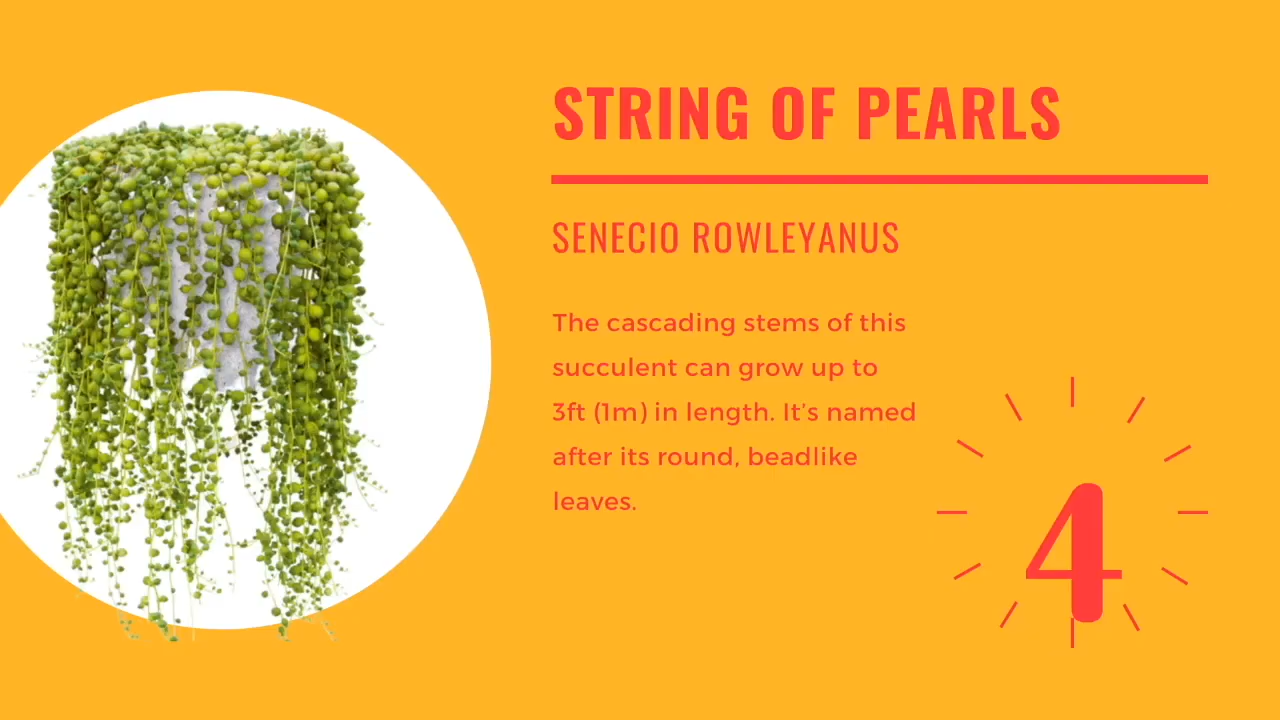 STRING OF PEARLS
SENECIO ROWLEYANUS
The cascading stems of this
succulent can grow up to
3ft (1m) in length. It’s named
after its round, beadlike
leaves.
4